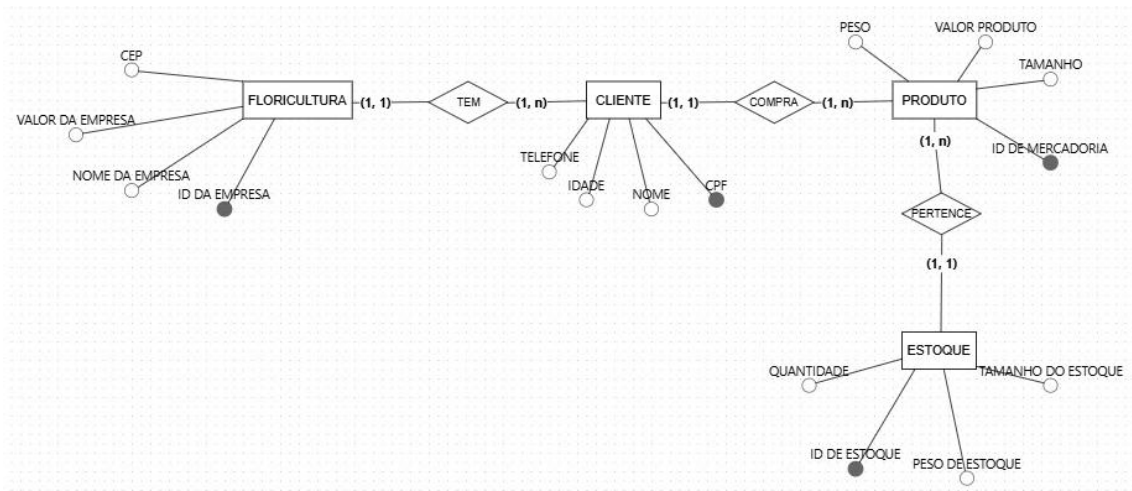 PESO
VALOR PRODUTO
CEP
TAMANHO
FLORICULTURA
(1, 1)
TEM
(1, n)
CLIENTE
(1, 1)
COMPRA
(1, n)
PRODUTO
VALOR DA EMPRESA
(1, n)
ID DE MERCADORIA
TELEFONE
NOME DA EMPRESA
IDADE
CPF
ID DA EMPRESA
NOME
PERTENCE
(1, 1)
ESTOQUE
QUANTIDADE
TAMANHO DO ESTOQUE
ID DE ESTOQUE
PESO DE ESTOQUE